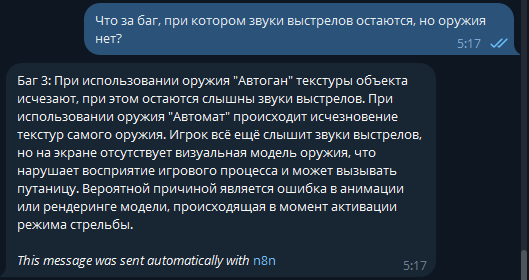 Что за баг, при котором звуки выстрелов остаются, но оружия
нет?
5:17
Баг 3: При использовании оружия "Автоган" текстуры объекта
исчезают, при этом остаются слышны звуки выстрелов. При
использовании оружия "Автомат" происходит исчезновение
текстур самого оружия. Игрок всё ещё слышит звуки выстрелов,
но на экране отсутствует визуальная модель оружия, что
нарушает восприятие игрового процесса и может вызывать
путаницу. Вероятной причиной является ошибка в анимации
или рендеринге модели, происходящая в момент активации
режима стрельбы.
This message was sent automatically with n8n
5:17